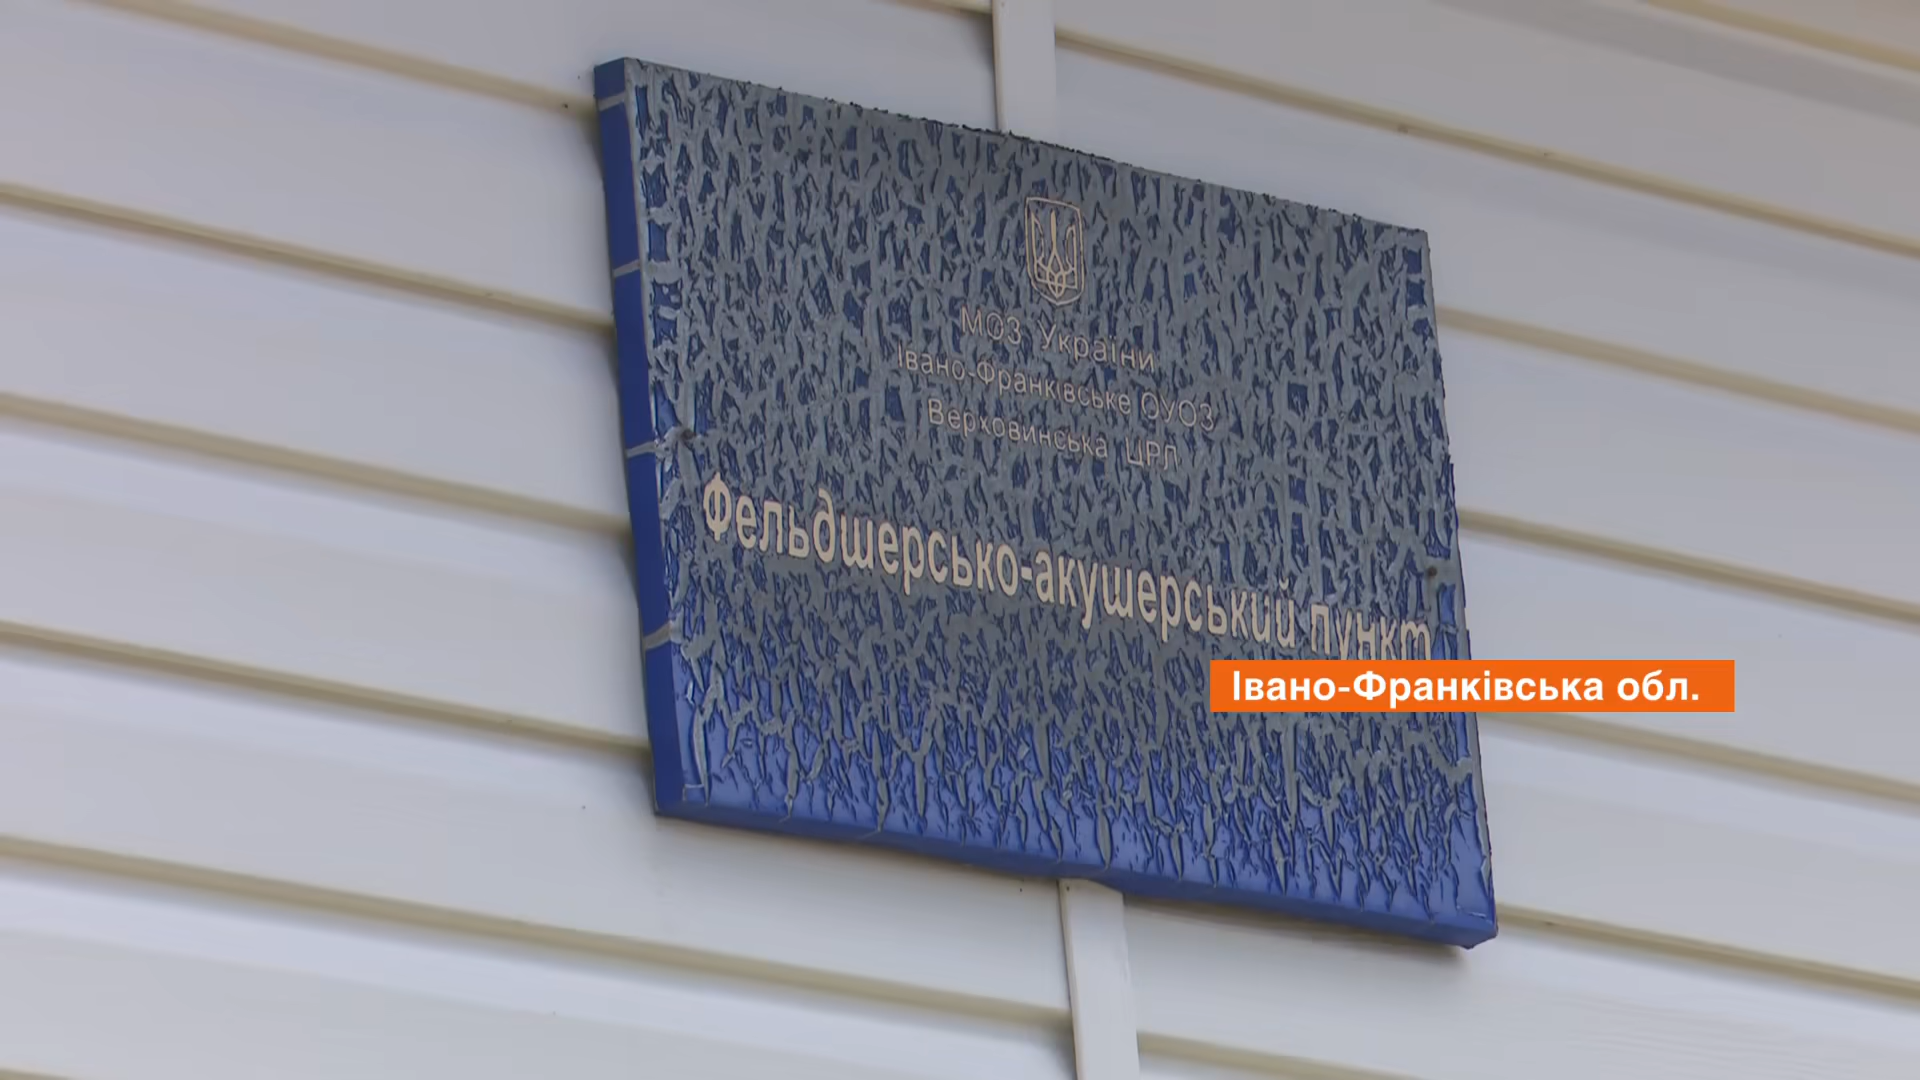 МОЗ України
Івано-Франківське ОУОЗ
Верховинська ЦРЛ
Фельдшерсько-акушерський пункт
Івано-Франківська обл.